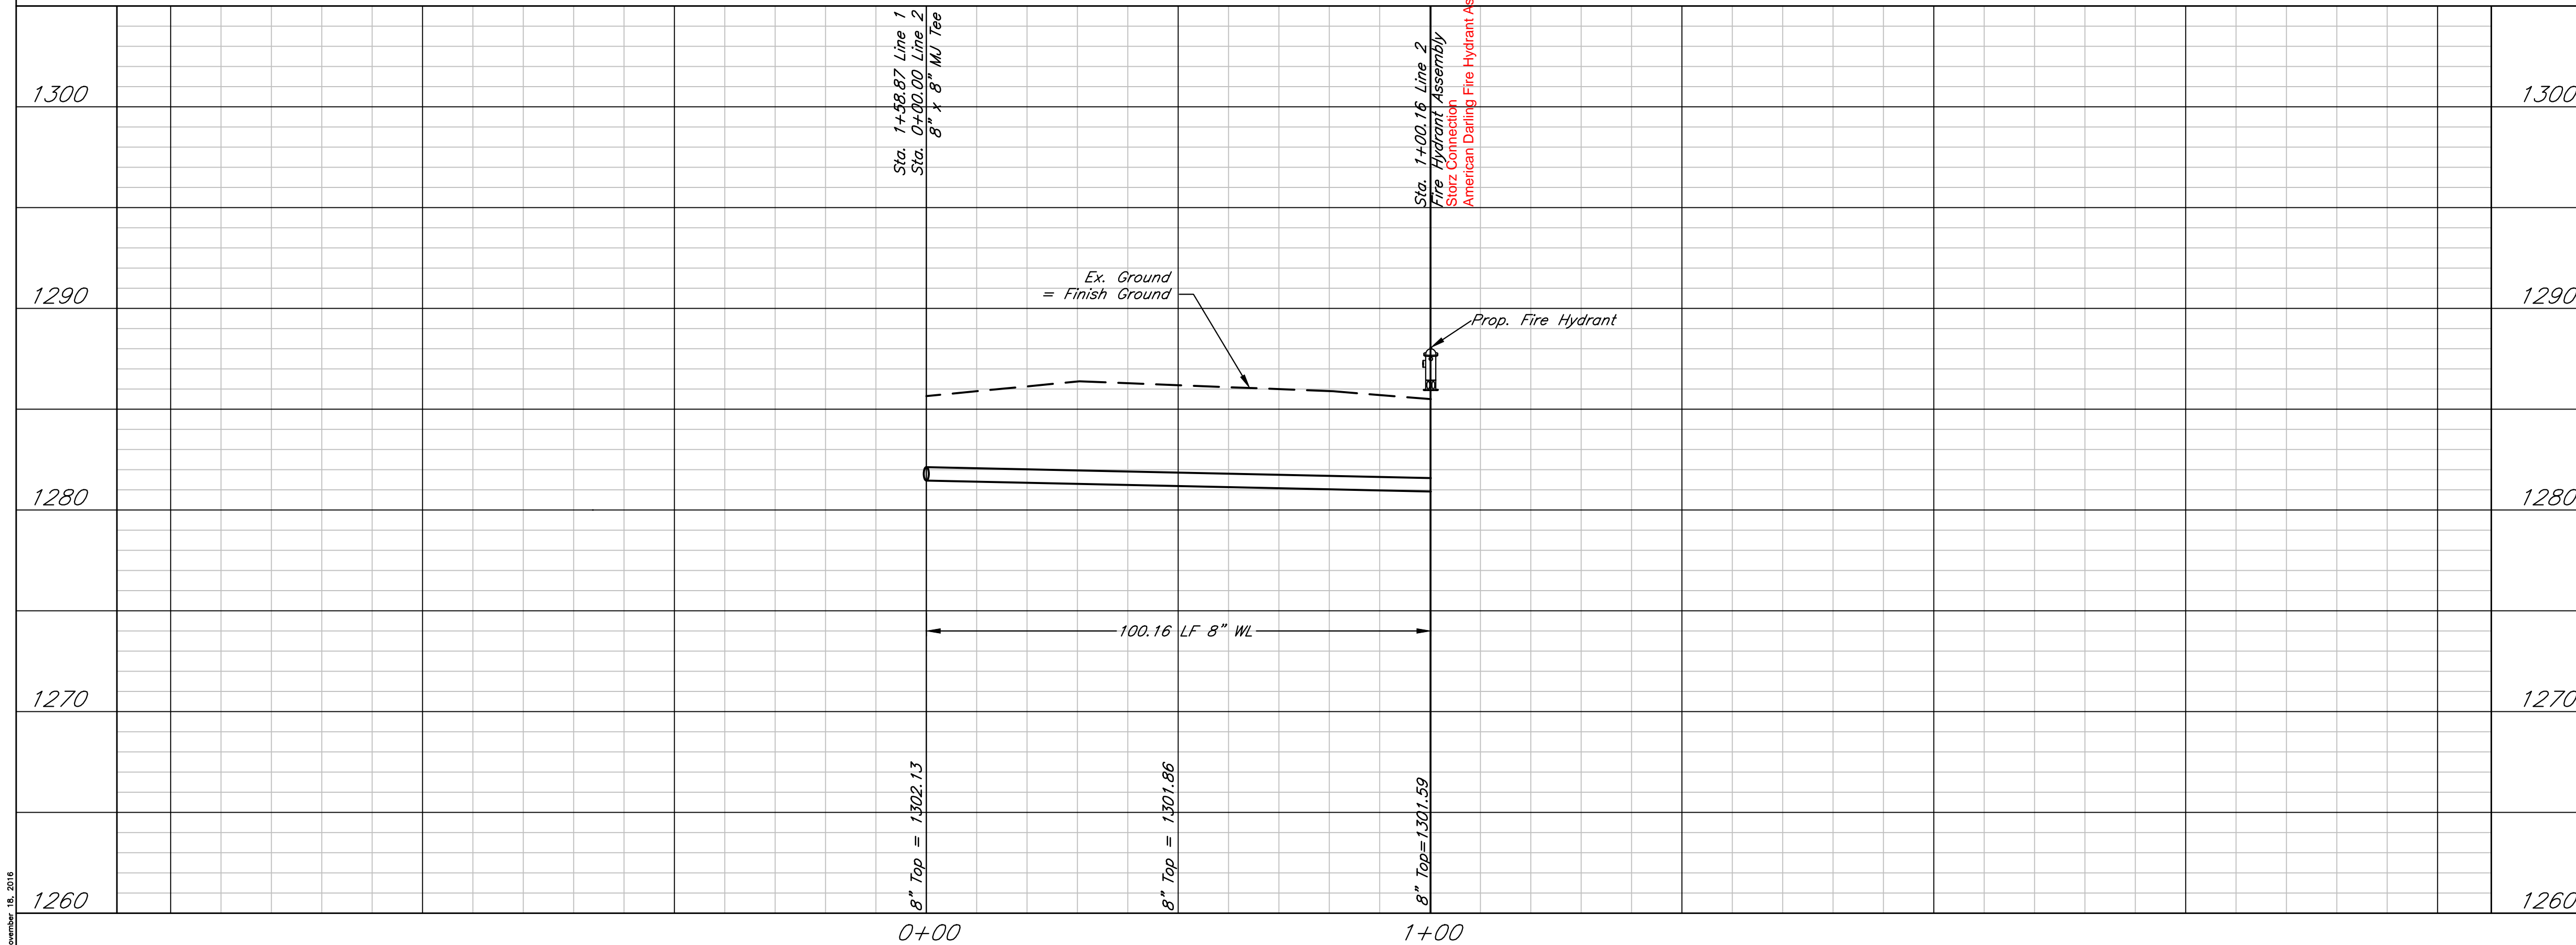 Sta. 1+58.87 Line 1
Sta. 0+00.00 Line 2
8" x 8" MJ Tee
Sta. 1+00.16 Line 2
Fire Hydrant Assembly
Storz Connection
American Darling Fire Hydrant
1300
1300
Ex. Ground
= Finish Ground
1290
1290
Prop. Fire Hydrant
1280
1280
100.16 LF 8" WL
1270
1270
8" Top = 1302.13
8" Top = 1301.86
8" Top=1301.59
1260
1260
18, 2016
0+00
1+00